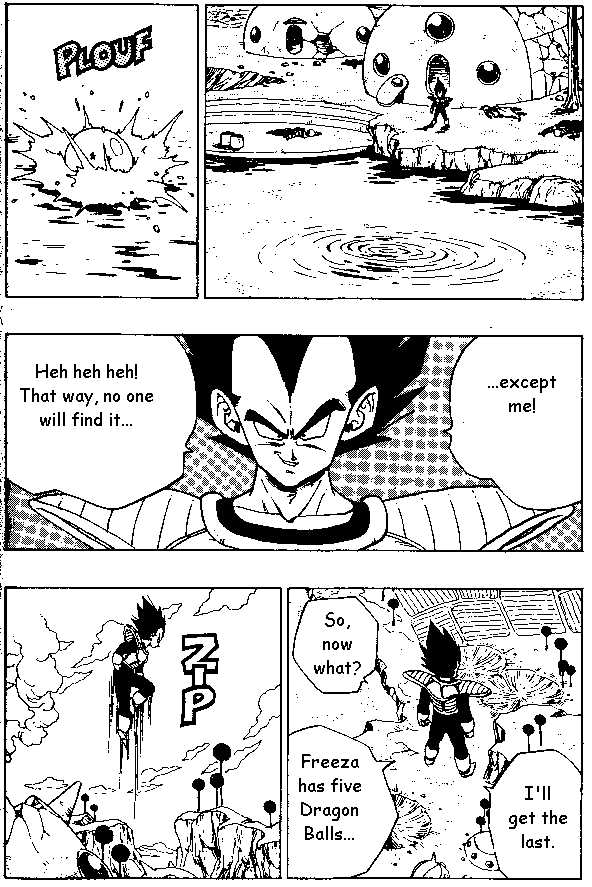 PLOUF
Heh heh heh!
That way, no one
will find it...
...except
me!
ZIP
So,
now
what?
Freeza
has five
Dragon
Balls...
I'll
get the
last.